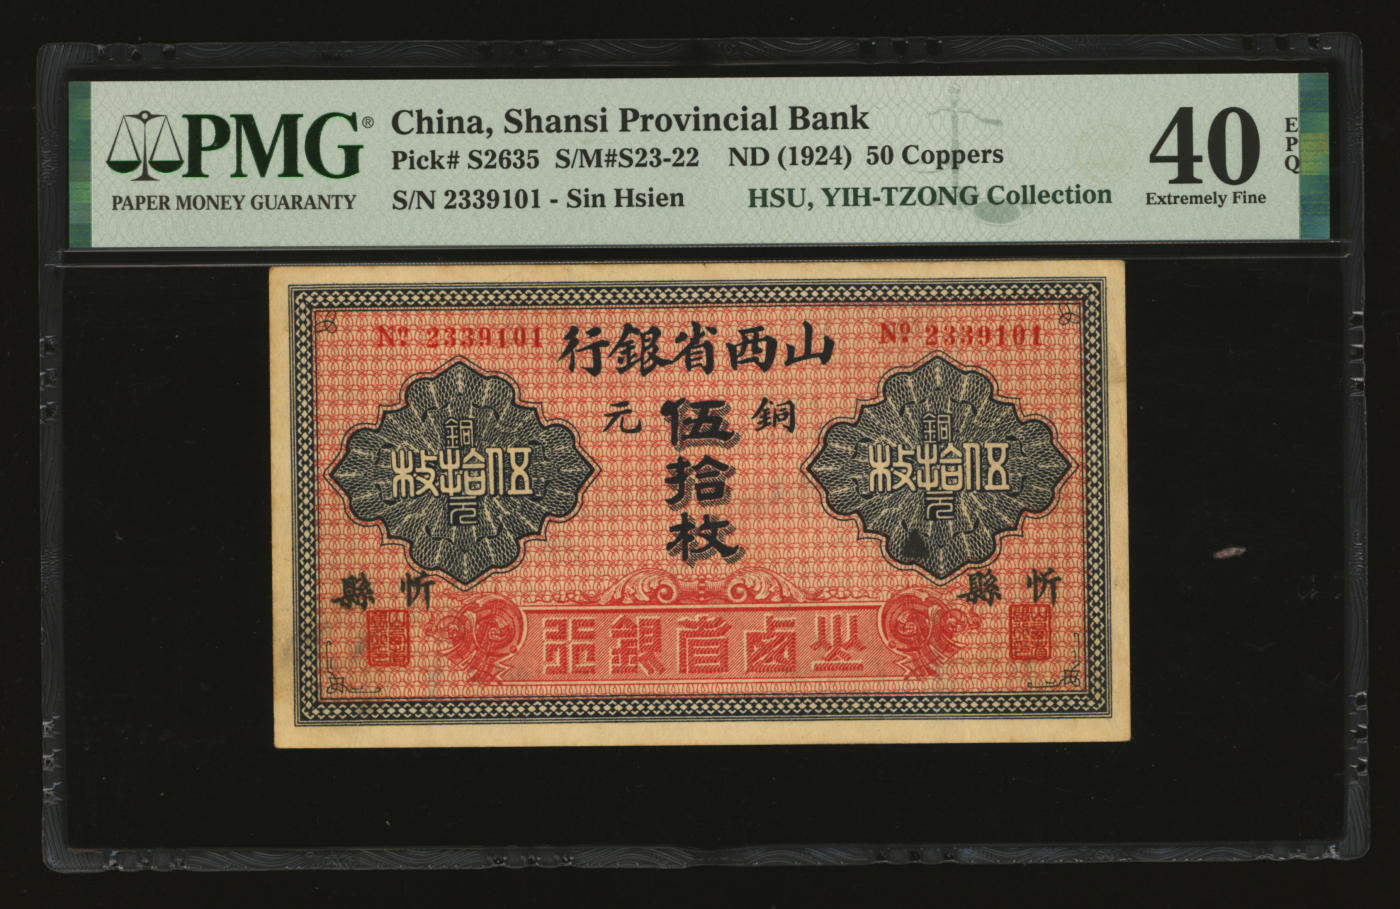 PMG®
PAPER MONEY GUARANTY
China, Shansi Provincial Bank
Pick# S2635 S/M#S23-22 ND (1924) 50 Coppers
S/N 2339101 - Sin Hsien
HSU, YIH-TZONG Collection
40
Extremely Fine
EPQ
Nº 2339101
Nº 2339101
行銀省西山
元 銅
伍拾枚
銅
枚拾伍
元
銅
枚拾伍
元
縣 忻
縣 忻
行銀省西山